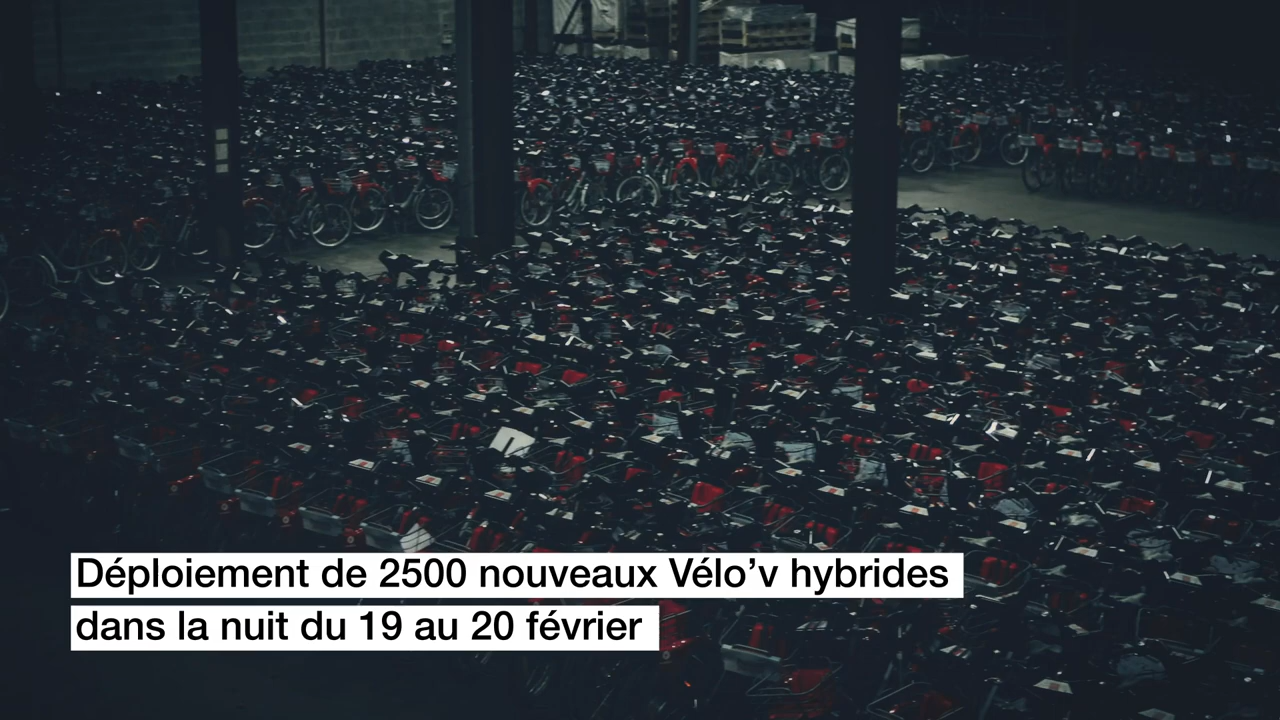 Déploiement de 2500 nouveaux Vélo’v hybrides
dans la nuit du 19 au 20 février